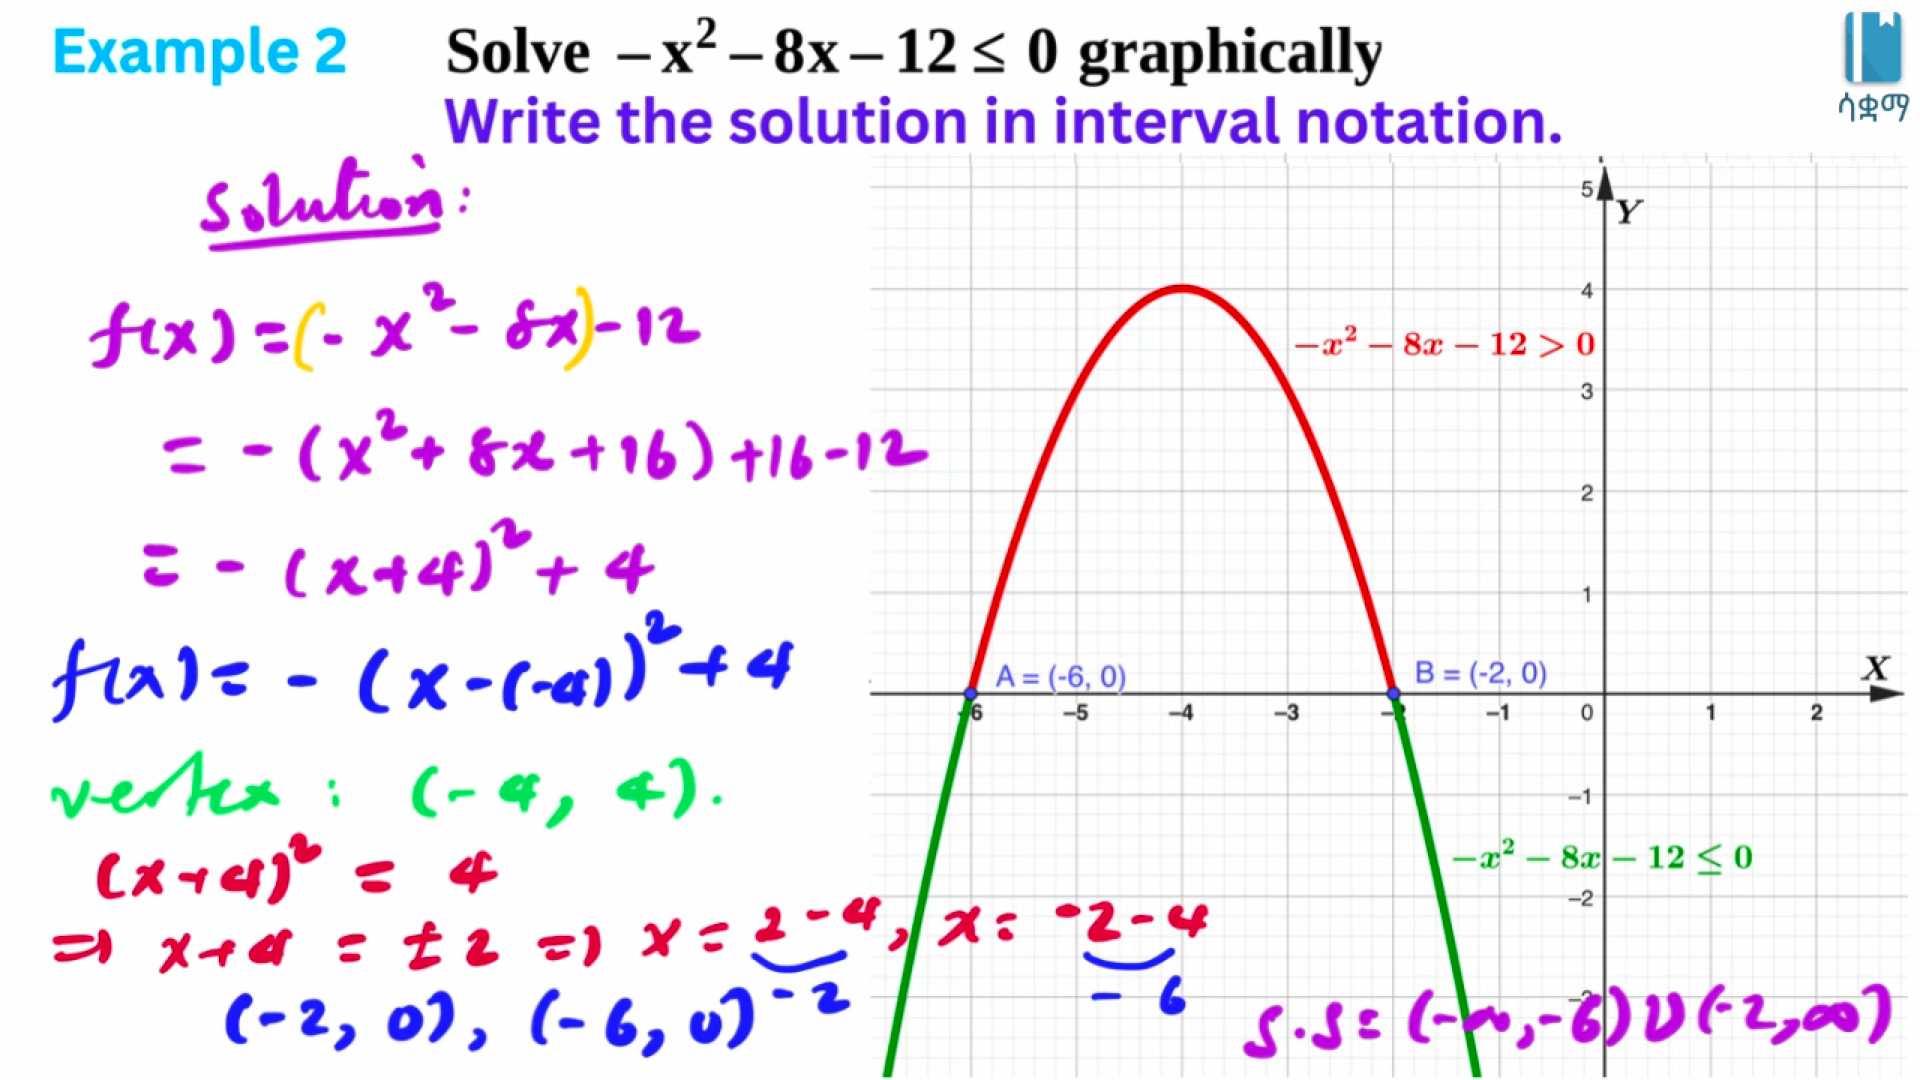 Example 2
Solve −x² − 8x − 12 ≤ 0 graphically
Write the solution in interval notation.
ሳቋማ
Solution:
f(x) = (- x² - 8x) - 12
= - (x² + 8x + 16) + 16 - 12
= - (x + 4)² + 4
f(x) = - (x - (-4))² + 4
vertex : (-4, 4).
(x + 4)² = 4
=> x + 4 = ± 2 => x = 2 - 4, x = -2 - 4
-2
-6
(-2, 0), (-6, 0)
Y
5
4
−x² − 8x − 12 > 0
3
2
1
A = (-6, 0)
B = (-2, 0)
X
-6 −5 −4 −3 −2 −1 0 1 2
−1
−x² − 8x − 12 ≤ 0
−2
S.S = (-∞, -6) U (-2, ∞)